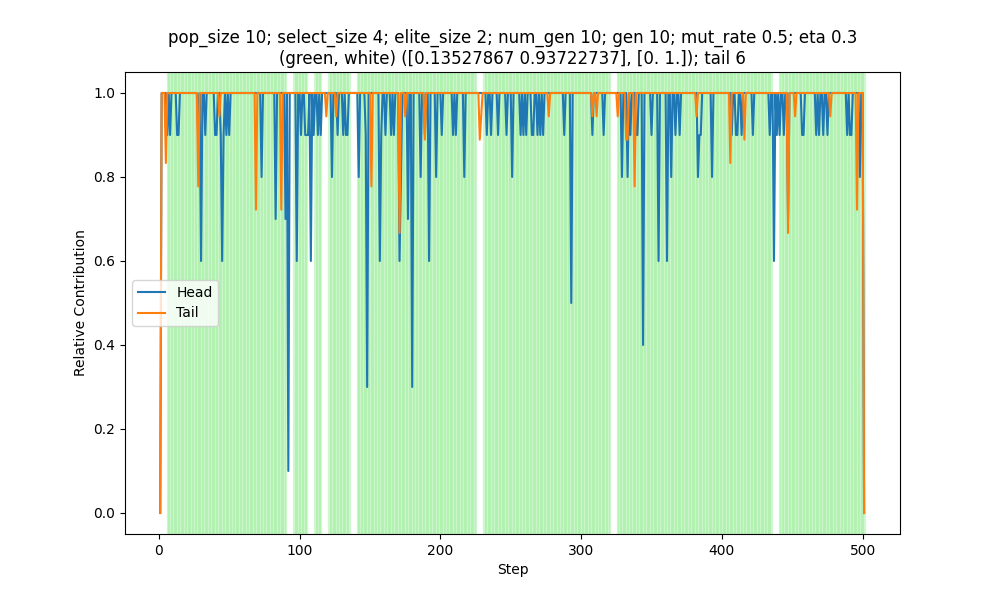 pop_size 10; select_size 4; elite_size 2; num_gen 10; gen 10; mut_rate 0.5; eta 0.3
(green, white) ([0.13527867 0.93722737], [0. 1.]); tail 6
1.0
0.8
0.6
0.4
0.2
0.0
Relative Contribution
Head
Tail
0 100 200 300 400 500
Step